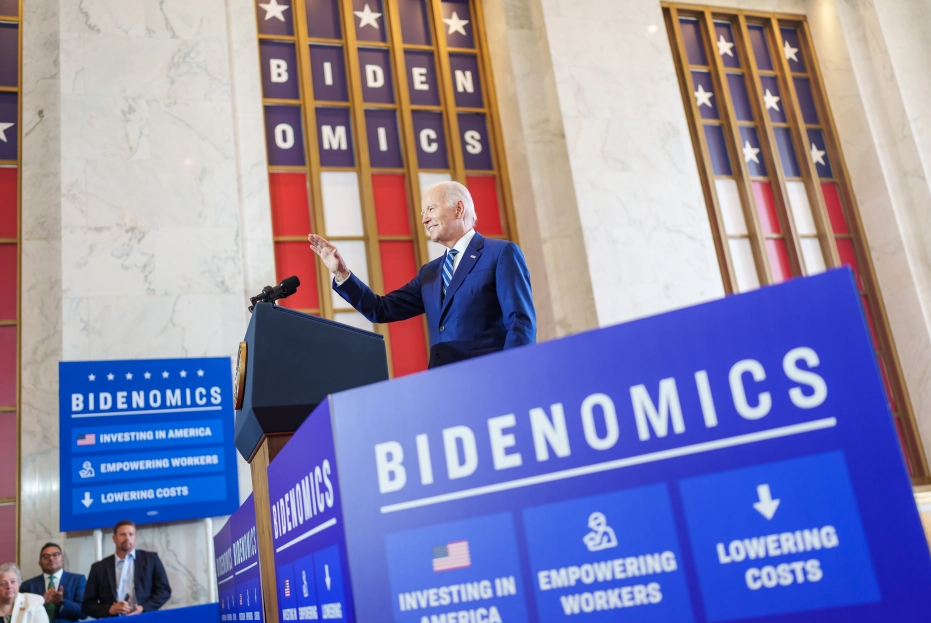 BIDEN
OMICS
BIDENOMICS
INVESTING IN AMERICA
EMPOWERING WORKERS
LOWERING COSTS
BIDENOMICS
BIDENOMICS
BIDENOMICS
INVESTING IN
AMERICA
EMPOWERING
WORKERS
LOWERING
COSTS